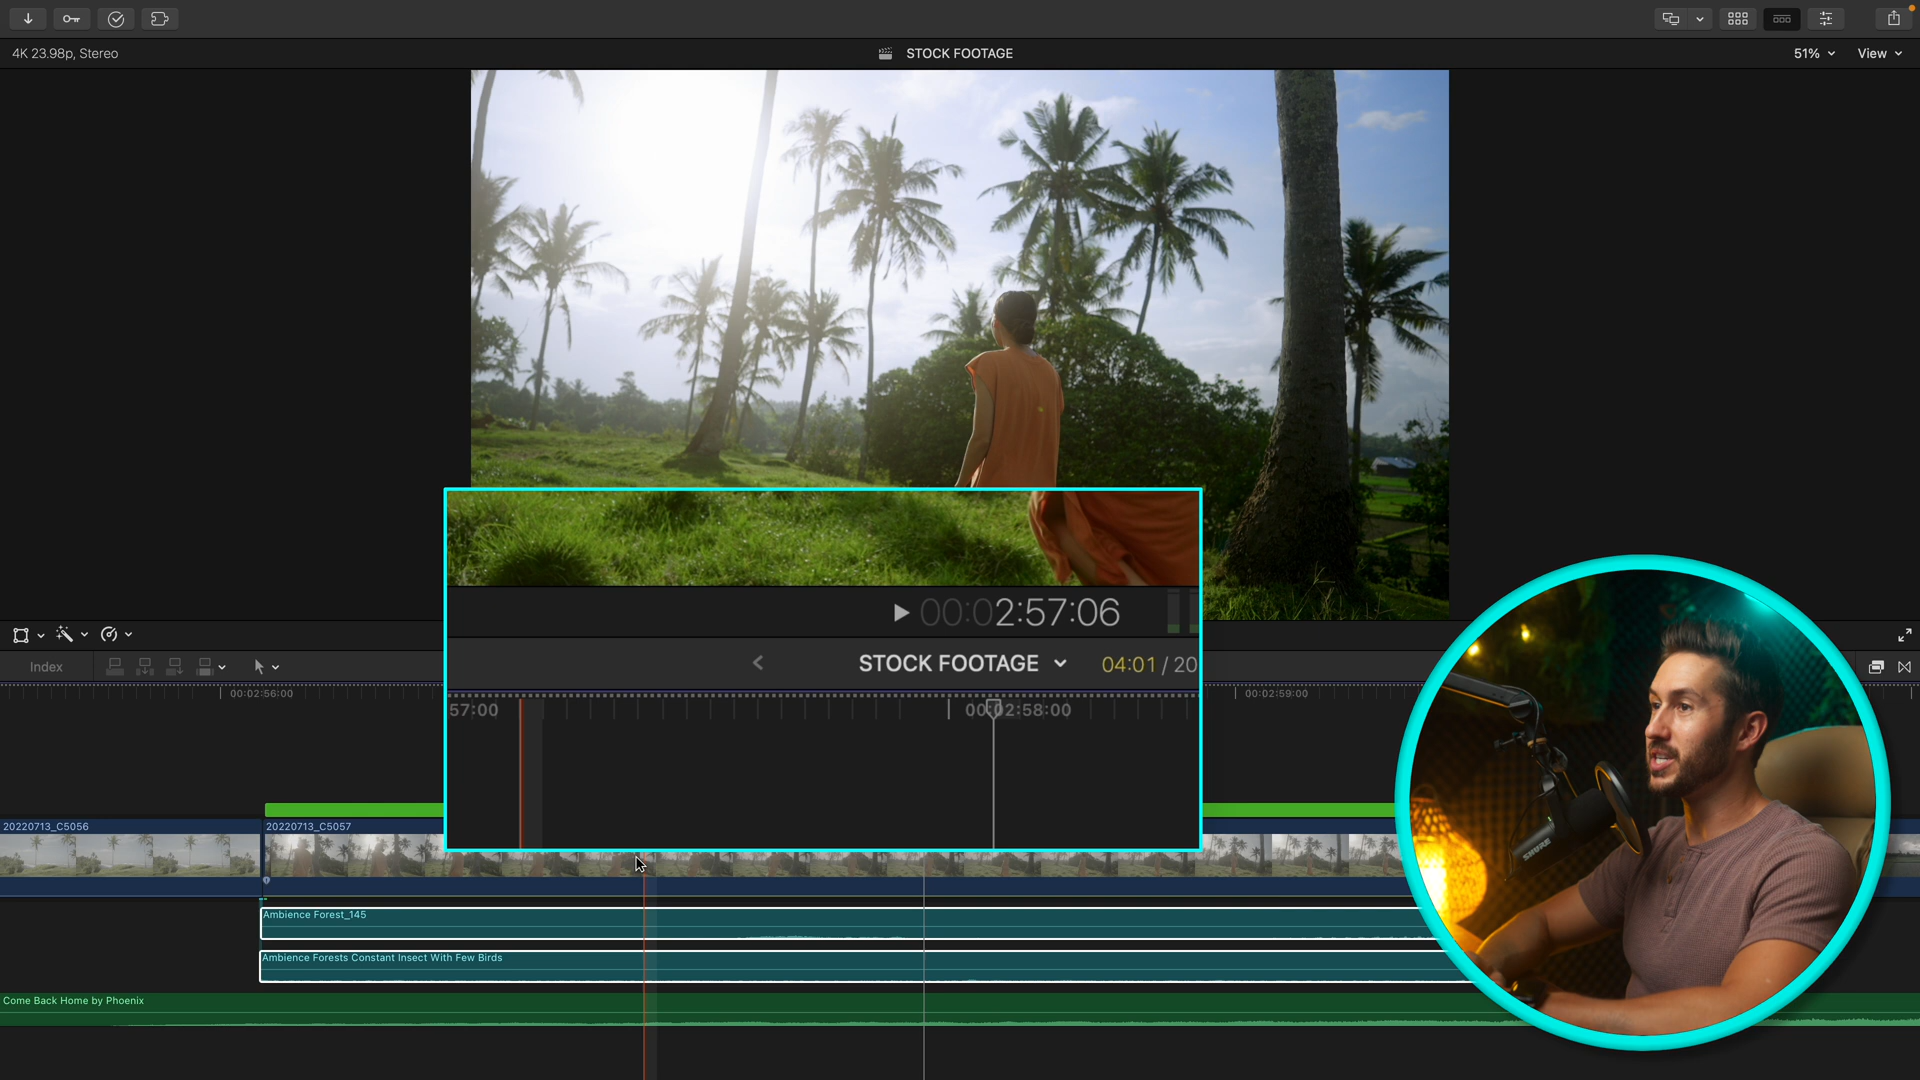 4K 23.98p, Stereo
STOCK FOOTAGE
51%
View
00:02:57:06
Index
STOCK FOOTAGE
04:01 / 20
00:02:56:00
57:00
00:02:58:00
00:02:59:00
20220713_C5056
20220713_C5057
SHURE
Ambience Forest_145
Ambience Forests Constant Insect With Few Birds
Come Back Home by Phoenix